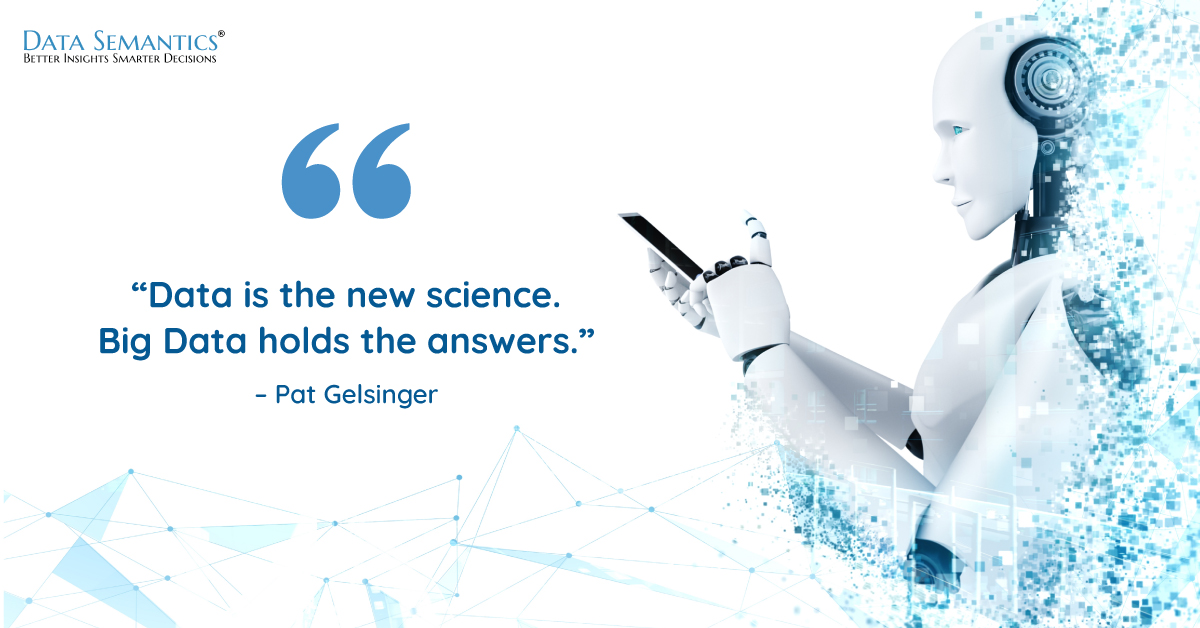 DATA SEMANTICS®
BETTER INSIGHTS SMARTER DECISIONS
“
“Data is the new science.
Big Data holds the answers.”
– Pat Gelsinger